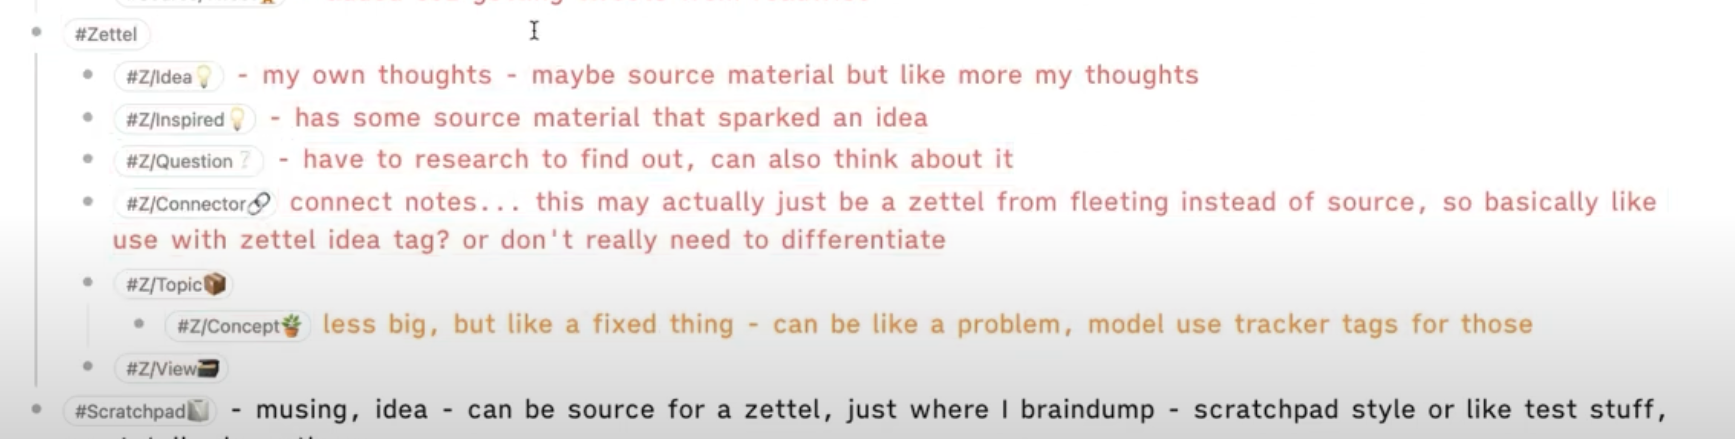 #Zettel
#Z/Idea💡 - my own thoughts - maybe source material but like more my thoughts
#Z/Inspired💡 - has some source material that sparked an idea
#Z/Question❔ - have to research to find out, can also think about it
#Z/Connector🔗 connect notes... this may actually just be a zettel from fleeting instead of source, so basically like
use with zettel idea tag? or don't really need to differentiate
#Z/Topic📦
#Z/Concept🪴 less big, but like a fixed thing - can be like a problem, model use tracker tags for those
#Z/View🗃️
#Scratchpad - musing, idea - can be source for a zettel, just where I braindump - scratchpad style or like test stuff,